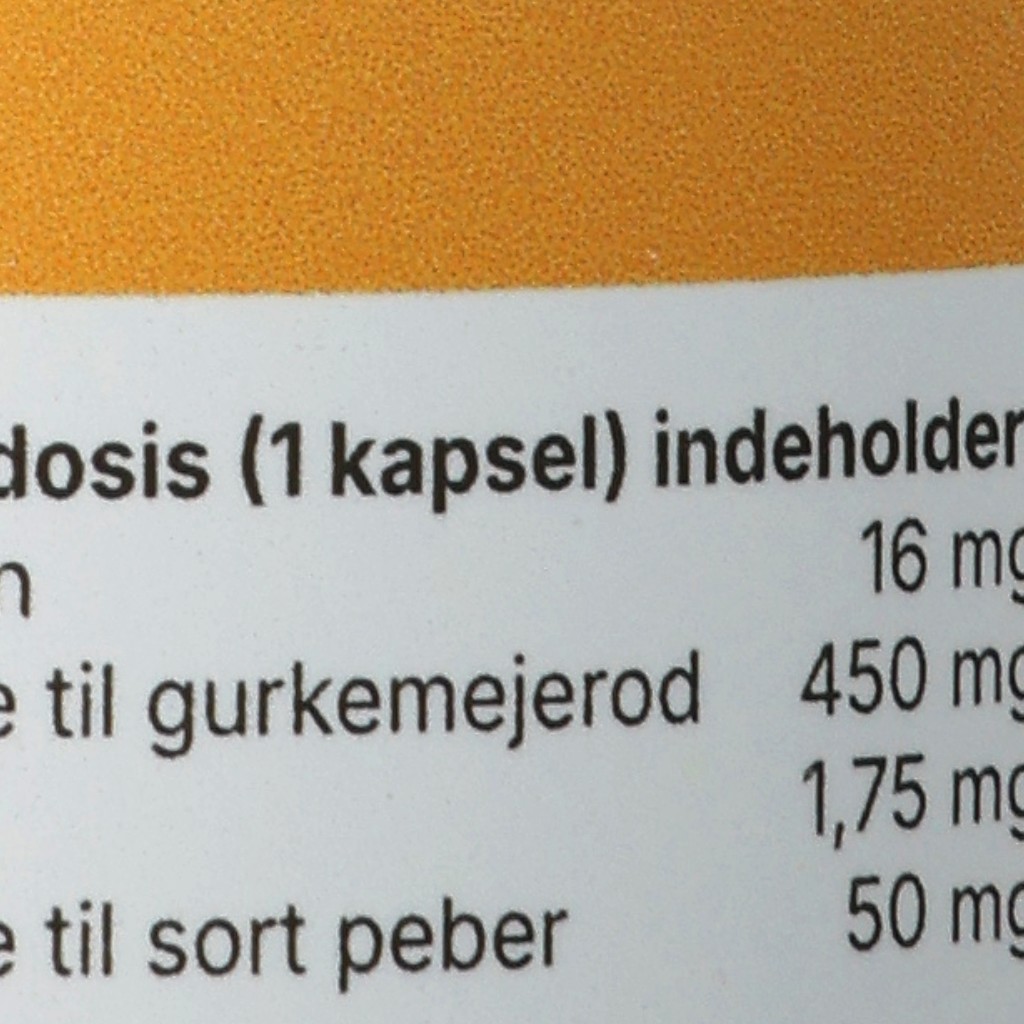 dosis (1 kapsel) indeholder
n 16 mg
e til gurkemejerod 450 mg
1,75 mg
e til sort peber 50 mg